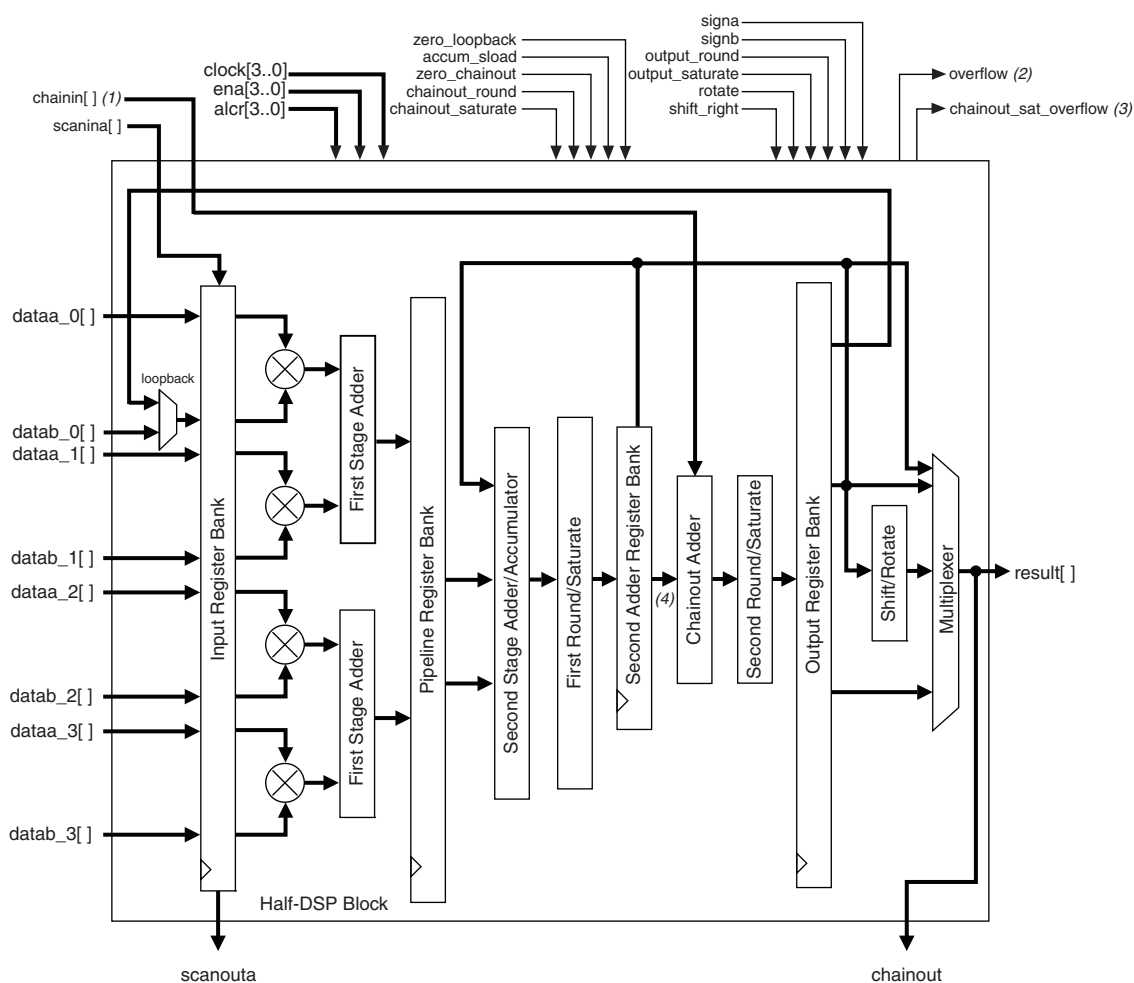 signa
signb
output_round
output_saturate
rotate
shift_right
zero_loopback
accum_sload
zero_chainout
chainout_round
chainout_saturate
clock[3..0]
ena[3..0]
alcr[3..0]
overflow (2)
chainout_sat_overflow (3)
chainin[ ] (1)
scanina[ ]
dataa_0[ ]
loopback
datab_0[ ]
dataa_1[ ]
datab_1[ ]
dataa_2[ ]
datab_2[ ]
dataa_3[ ]
datab_3[ ]
Input Register Bank
First Stage Adder
First Stage Adder
Pipeline Register Bank
Second Stage Adder/Accumulator
First Round/Saturate
Second Adder Register Bank
(4)
Chainout Adder
Second Round/Saturate
Output Register Bank
Shift/Rotate
Multiplexer
result[ ]
Half-DSP Block
scanouta
chainout